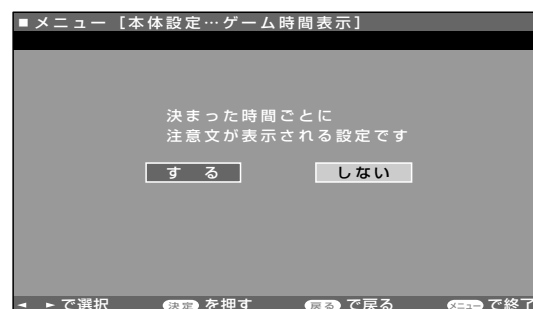 ■メニュー [本体設定…ゲーム時間表示]
決まった時間ごとに
注意文が表示される設定です
する しない
◄ ►で選択 決定を押す 戻るで戻る メニューで終了